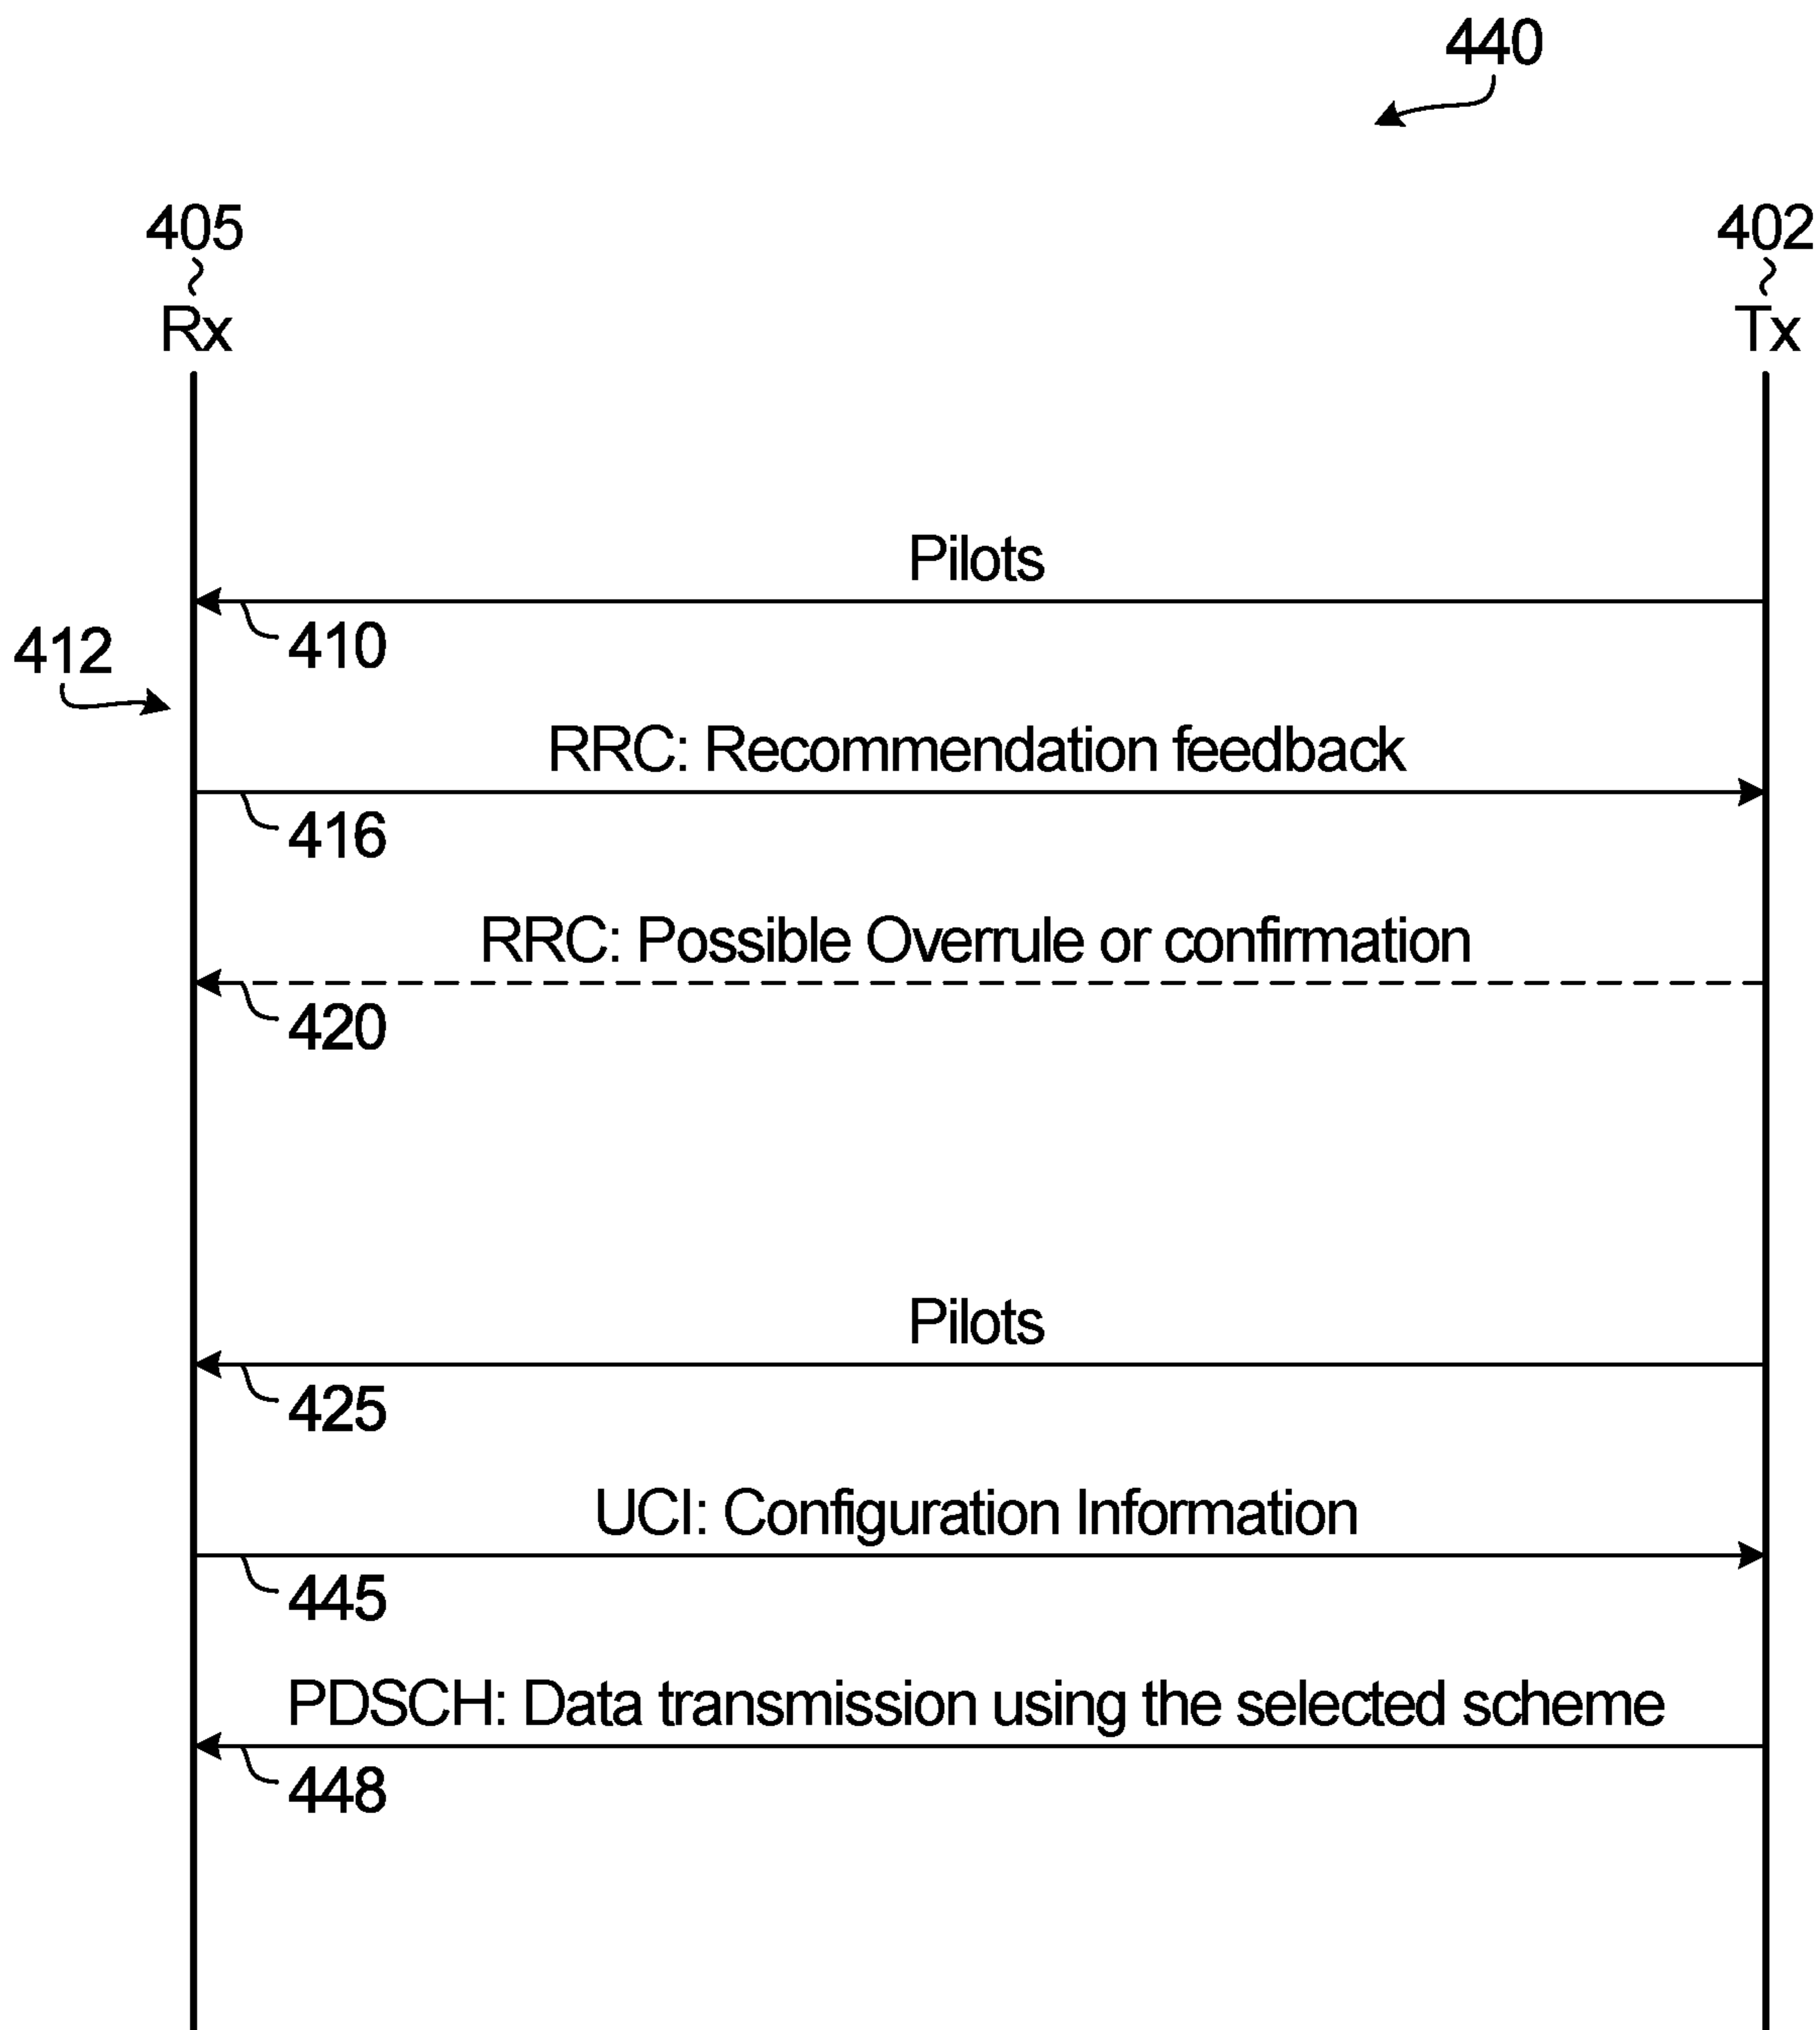 440
405
402
Rx
Tx
Pilots
410
412
RRC: Recommendation feedback
416
RRC: Possible Overrule or confirmation
420
Pilots
425
UCI: Configuration Information
445
PDSCH: Data transmission using the selected scheme
448